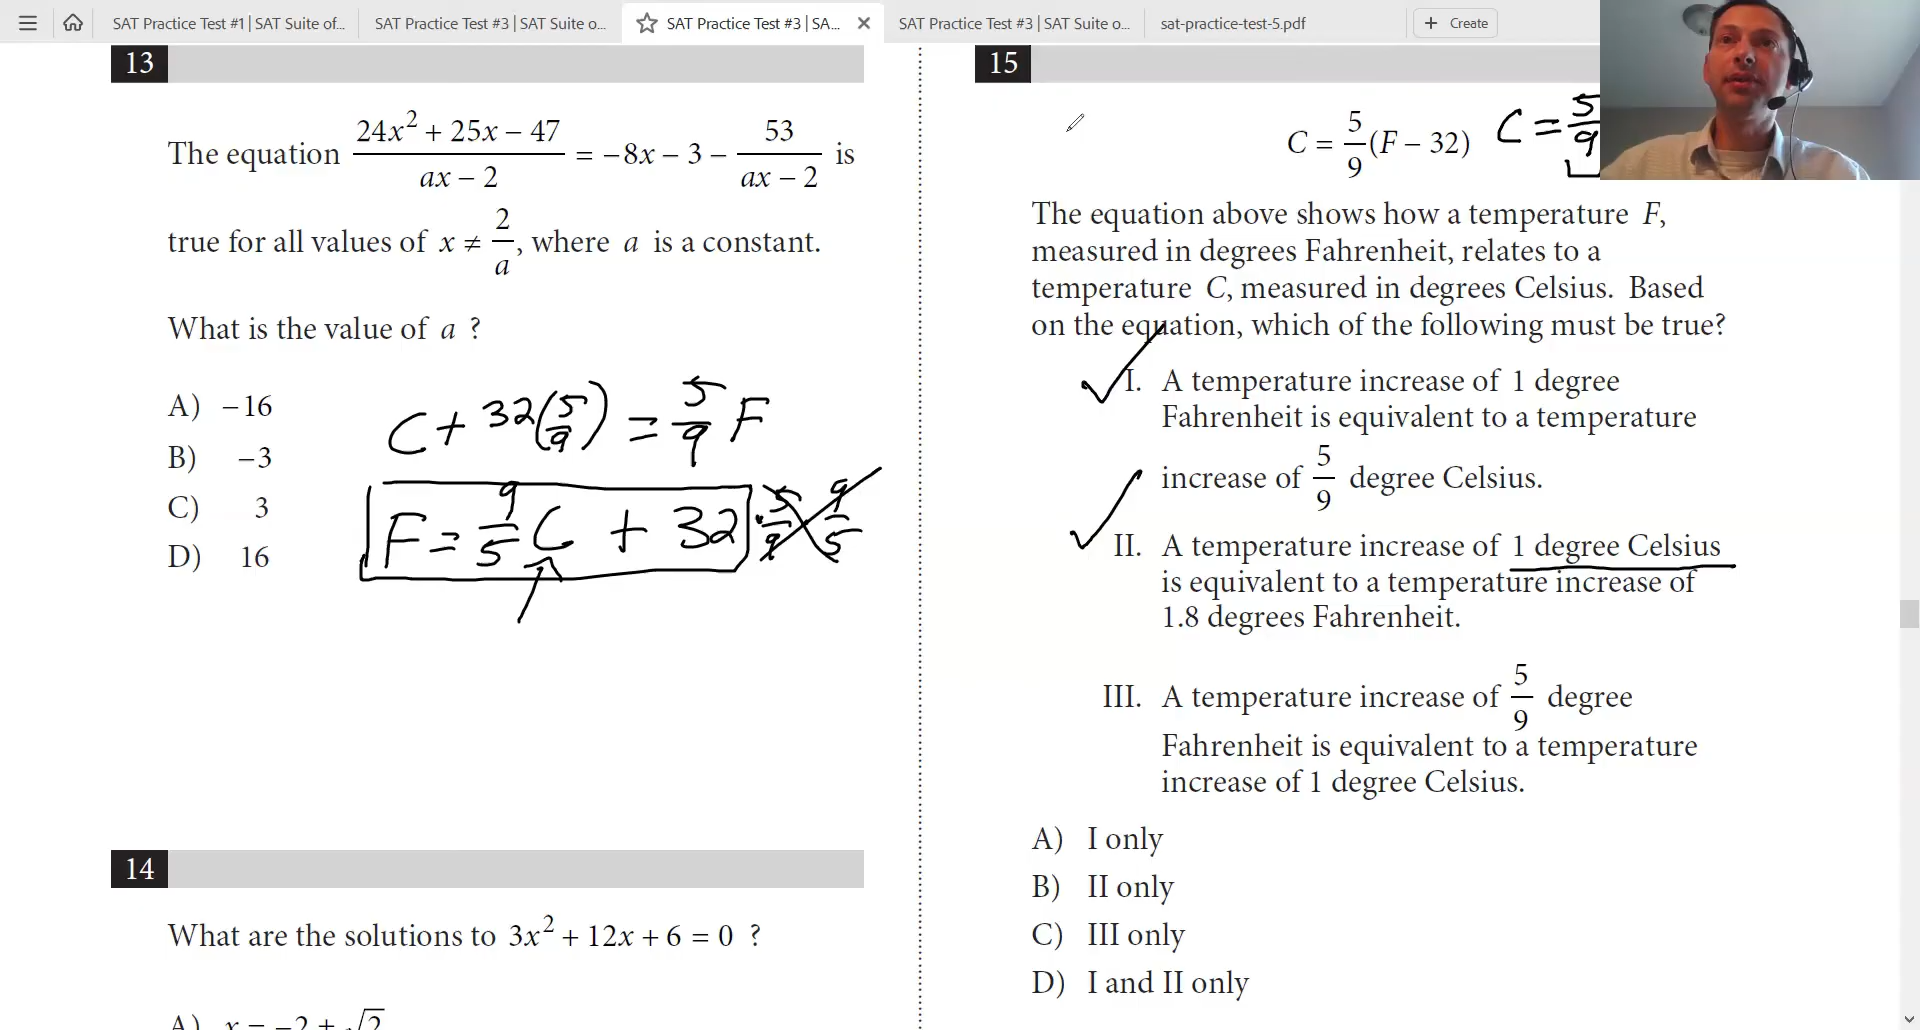 SAT Practice Test #1 | SAT Suite of...
SAT Practice Test #3 | SAT Suite o...
SAT Practice Test #3 | SA...
SAT Practice Test #3 | SAT Suite o...
sat-practice-test-5.pdf
+ Create
13
The equation (24x² + 25x − 47)/(ax − 2) = −8x − 3 − 53/(ax − 2) is
true for all values of x ≠ 2/a, where a is a constant.
What is the value of a ?
A) −16
B) −3
C) 3
D) 16
C + 32(5/9) = 5/9 F
F = 9/5 C + 32 · 5/9 9/5
14
What are the solutions to 3x² + 12x + 6 = 0 ?
A) x = −2 ± √2
15
C = 5/9 (F − 32) C = 5/9
The equation above shows how a temperature F,
measured in degrees Fahrenheit, relates to a
temperature C, measured in degrees Celsius. Based
on the equation, which of the following must be true?
I. A temperature increase of 1 degree
Fahrenheit is equivalent to a temperature
increase of 5/9 degree Celsius.
II. A temperature increase of 1 degree Celsius
is equivalent to a temperature increase of
1.8 degrees Fahrenheit.
III. A temperature increase of 5/9 degree
Fahrenheit is equivalent to a temperature
increase of 1 degree Celsius.
A) I only
B) II only
C) III only
D) I and II only